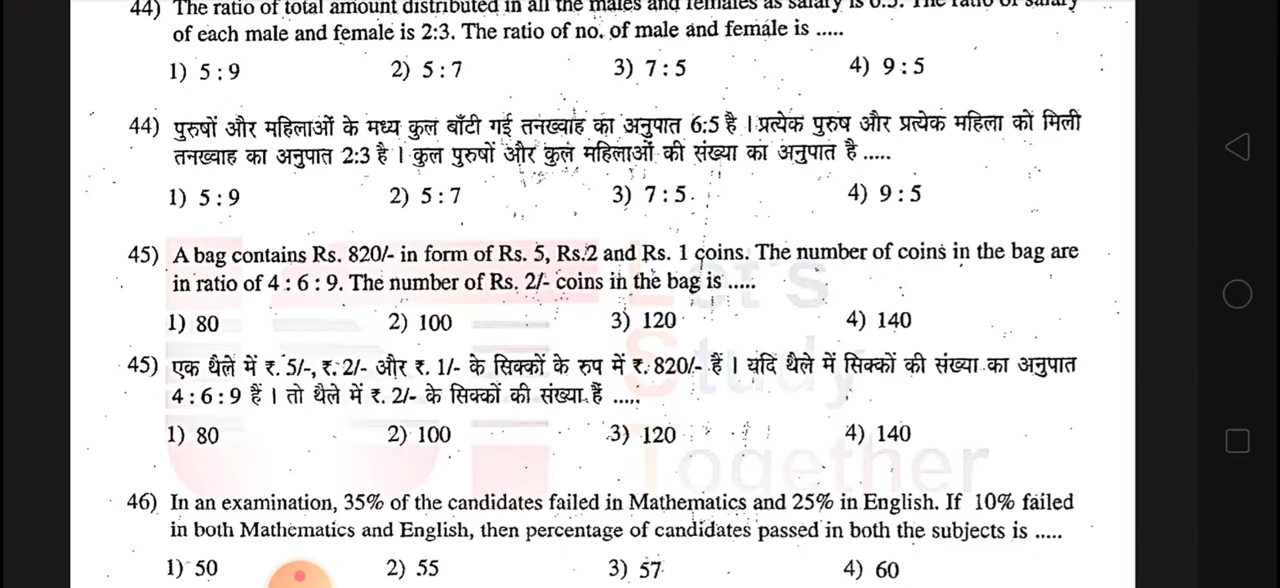 44) The ratio of total amount distributed in all the males and females as salary is 6:5. The ratio of salary
of each male and female is 2:3. The ratio of no. of male and female is .....
1) 5 : 9 2) 5 : 7 3) 7 : 5 4) 9 : 5
44) पुरुषों और महिलाओं के मध्य कुल बाँटी गई तनख्वाह का अनुपात 6:5 है । प्रत्येक पुरुष और प्रत्येक महिला को मिली
तनख्वाह का अनुपात 2:3 है । कुल पुरुषों और कुल महिलाओं की संख्या का अनुपात है .....
1) 5 : 9 2) 5 : 7 3) 7 : 5 4) 9 : 5
45) A bag contains Rs. 820/- in form of Rs. 5, Rs.2 and Rs. 1 coins. The number of coins in the bag are
in ratio of 4 : 6 : 9. The number of Rs. 2/- coins in the bag is .....
1) 80 2) 100 3) 120 4) 140
45) एक थैले में रु. 5/-, रु. 2/- और रु. 1/- के सिक्कों के रुप में रु. 820/- हैं । यदि थैले में सिक्कों की संख्या का अनुपात
4 : 6 : 9 हैं । तो थैले में रु. 2/- के सिक्कों की संख्या हैं .....
1) 80 2) 100 3) 120 4) 140
46) In an examination, 35% of the candidates failed in Mathematics and 25% in English. If 10% failed
in both Mathematics and English, then percentage of candidates passed in both the subjects is .....
1) 50 2) 55 3) 57 4) 60
Let's
Study
Together